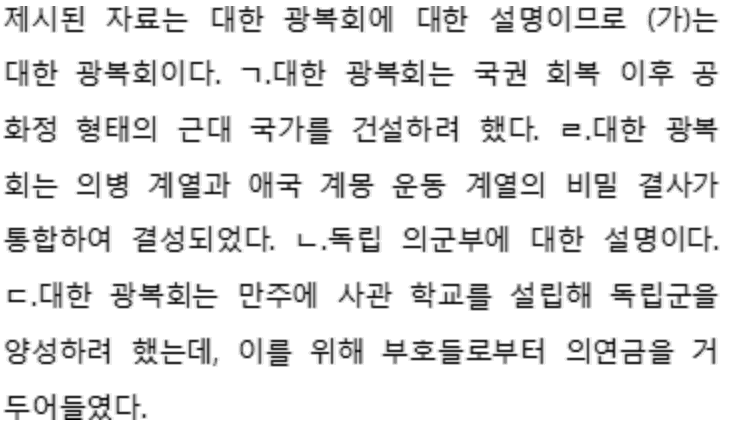 제시된 자료는 대한 광복회에 대한 설명이므로 (가)는
대한 광복회이다. ㄱ.대한 광복회는 국권 회복 이후 공
화정 형태의 근대 국가를 건설하려 했다. ㄹ.대한 광복
회는 의병 계열과 애국 계몽 운동 계열의 비밀 결사가
통합하여 결성되었다. ㄴ.독립 의군부에 대한 설명이다.
ㄷ.대한 광복회는 만주에 사관 학교를 설립해 독립군을
양성하려 했는데, 이를 위해 부호들로부터 의연금을 거
두어들였다.